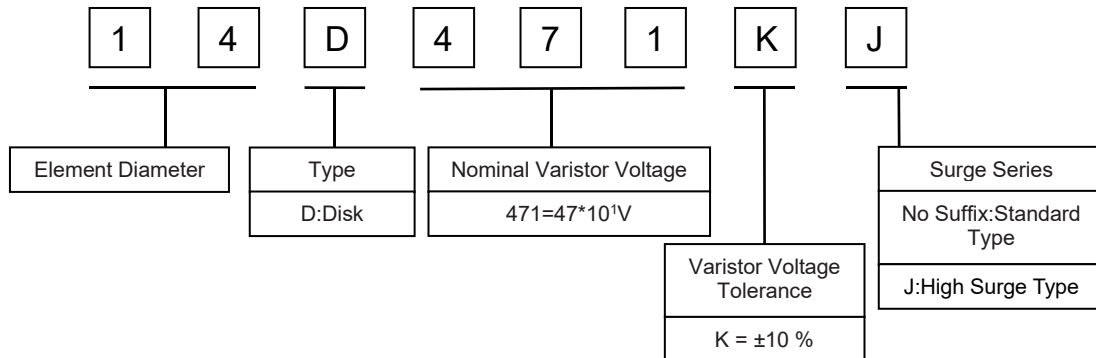 1 4 D 4 7 1 K J
Element Diameter
Type
D:Disk
Nominal Varistor Voltage
471=47*10¹V
Varistor Voltage
Tolerance
K = ±10 %
Surge Series
No Suffix:Standard
Type
J:High Surge Type